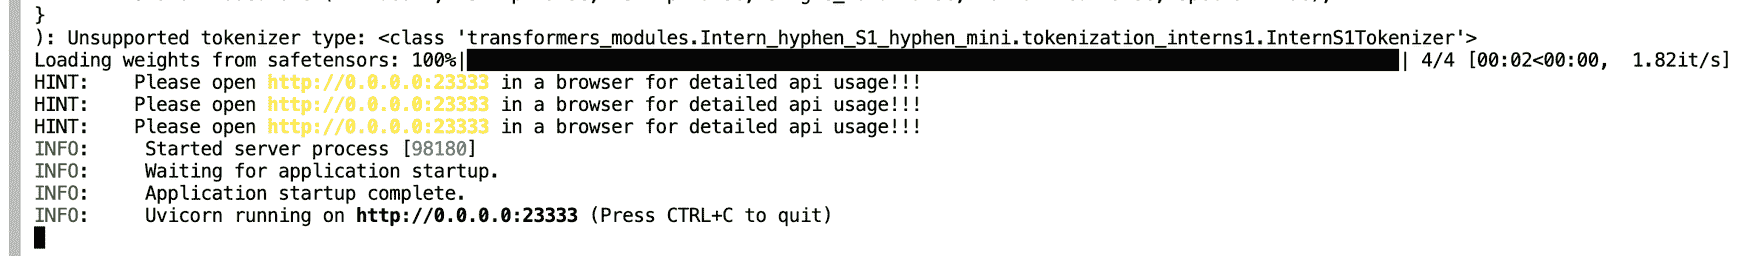 }
): Unsupported tokenizer type: <class 'transformers_modules.Intern_hyphen_S1_hyphen_mini.tokenization_interns1.InternS1Tokenizer'>
Loading weights from safetensors: 100%|| 4/4 [00:02<00:00, 1.82it/s]
HINT: Please open http://0.0.0.0:23333 in a browser for detailed api usage!!!
HINT: Please open http://0.0.0.0:23333 in a browser for detailed api usage!!!
HINT: Please open http://0.0.0.0:23333 in a browser for detailed api usage!!!
INFO: Started server process [98180]
INFO: Waiting for application startup.
INFO: Application startup complete.
INFO: Uvicorn running on http://0.0.0.0:23333 (Press CTRL+C to quit)